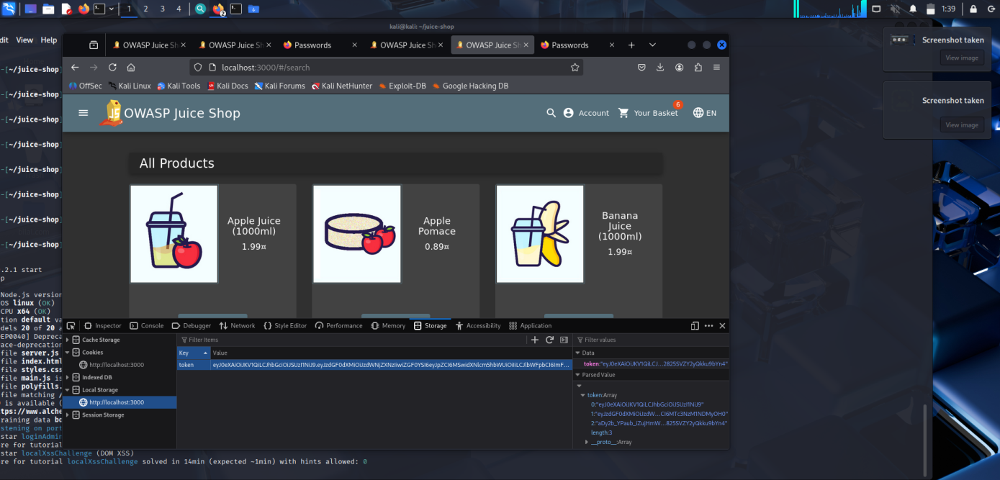 1 2 3 4
2
1:39
kali@kali: ~/juice-shop
dit View Help
OWASP Juice Sh
OWASP Juice Sh
Passwords
OWASP Juice Sh
OWASP Juice Sh
Passwords
Screenshot taken
View image
Screenshot taken
View image
localhost:3000/#/search
OffSec Kali Linux Kali Tools Kali Docs Kali Forums Kali NetHunter Exploit-DB Google Hacking DB
OWASP Juice Shop
Account
Your Basket
6
EN
All Products
Apple Juice
(1000ml)
1.99¤
Apple
Pomace
0.89¤
Banana
Juice
(1000ml)
1.99¤
-[~/juice-shop]
-[~/juice-shop]
-[~/juice-shop]
-[~/juice-shop]
-[~/juice-shop]
-[~/juice-shop]
-[~/juice-shop]
-[~/juice-shop]
.2.1 start
p
Node.js version
OS linux (OK)
CPU x64 (OK)
tion default va
dels 20 of 20 a
EP0040] Depreca
ace-deprecation
file server.js
file index.html
file styles.css
file main.js is
file polyfills.
file matching /
is available (
tps://www.alche
raining data bo
stening on port
star loginAdmin
re for tutorial
star localXssChallenge (DOM XSS)
re for tutorial localXssChallenge solved in 14min (expected ~1min) with hints allowed: 0
Inspector Console Debugger Network Style Editor Performance Memory Storage Accessibility Application
Cache Storage
Cookies
http://localhost:3000
Indexed DB
Local Storage
http://localhost:3000
Session Storage
Filter Items
Key Value
token
Filter values
Data
Parsed Value
token:Array
0:"eyJ0eXAiOiJKV1QiLCJhbGciOiJSUzI1NiJ9"
length:3
__proto__:Array